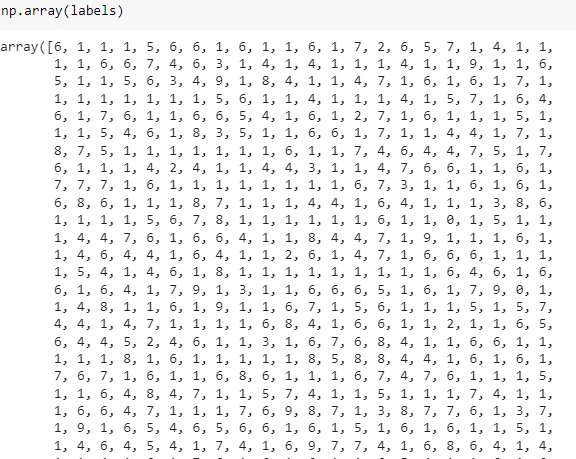 np.array(labels)
array([6, 1, 1, 1, 5, 6, 6, 1, 6, 1, 1, 6, 1, 7, 2, 6, 5, 7, 1, 4, 1, 1,
1, 1, 6, 6, 7, 4, 6, 3, 1, 4, 1, 4, 1, 1, 1, 4, 1, 1, 9, 1, 1, 6,
5, 1, 1, 5, 6, 3, 4, 9, 1, 8, 4, 1, 1, 4, 7, 1, 6, 1, 6, 1, 7, 1,
1, 1, 1, 1, 1, 1, 1, 5, 6, 1, 1, 4, 1, 1, 1, 4, 1, 5, 7, 1, 6, 4,
6, 1, 7, 6, 1, 1, 6, 6, 5, 4, 1, 6, 1, 2, 7, 1, 6, 1, 1, 1, 5, 1,
1, 1, 5, 4, 6, 1, 8, 3, 5, 1, 1, 6, 6, 1, 7, 1, 1, 4, 4, 1, 7, 1,
8, 7, 5, 1, 1, 1, 1, 1, 1, 1, 6, 1, 1, 7, 4, 6, 4, 4, 7, 5, 1, 7,
6, 1, 1, 1, 4, 2, 4, 1, 1, 4, 4, 3, 1, 1, 4, 7, 6, 6, 1, 1, 6, 1,
7, 7, 7, 1, 6, 1, 1, 1, 1, 1, 1, 1, 1, 6, 7, 3, 1, 1, 6, 1, 6, 1,
6, 8, 6, 1, 1, 1, 8, 7, 1, 1, 1, 4, 4, 1, 6, 4, 1, 1, 1, 3, 8, 6,
1, 1, 1, 1, 5, 6, 7, 8, 1, 1, 1, 1, 1, 1, 6, 1, 1, 0, 1, 5, 1, 1,
1, 4, 4, 7, 6, 1, 6, 6, 4, 1, 1, 8, 4, 4, 7, 1, 9, 1, 1, 1, 6, 1,
1, 4, 6, 4, 4, 1, 6, 4, 1, 1, 2, 6, 1, 4, 7, 1, 6, 6, 6, 1, 1, 1,
1, 5, 4, 1, 4, 6, 1, 8, 1, 1, 1, 1, 1, 1, 1, 1, 1, 6, 4, 6, 1, 6,
6, 1, 6, 4, 1, 7, 9, 1, 3, 1, 1, 6, 6, 6, 5, 1, 6, 1, 7, 9, 0, 1,
1, 4, 8, 1, 1, 6, 1, 9, 1, 1, 6, 7, 1, 5, 6, 1, 1, 1, 5, 1, 5, 7,
4, 4, 1, 4, 7, 1, 1, 1, 1, 6, 8, 4, 1, 6, 6, 1, 1, 2, 1, 1, 6, 5,
6, 4, 4, 5, 2, 4, 6, 1, 1, 3, 1, 6, 7, 6, 8, 4, 1, 1, 6, 6, 1, 1,
1, 1, 1, 8, 1, 6, 1, 1, 1, 1, 1, 8, 5, 8, 8, 4, 4, 1, 6, 1, 6, 1,
7, 6, 7, 1, 6, 1, 1, 6, 8, 6, 1, 1, 1, 6, 7, 4, 7, 6, 1, 1, 1, 5,
1, 1, 6, 4, 8, 4, 7, 1, 1, 5, 7, 4, 1, 1, 5, 1, 1, 1, 7, 4, 1, 1,
1, 6, 6, 4, 7, 1, 1, 1, 7, 6, 9, 8, 7, 1, 3, 8, 7, 7, 6, 1, 3, 7,
1, 9, 1, 6, 5, 4, 6, 5, 6, 6, 1, 6, 1, 5, 1, 6, 1, 6, 1, 1, 5, 1,
1, 4, 6, 4, 5, 4, 1, 7, 4, 1, 6, 9, 7, 7, 4, 1, 6, 8, 6, 4, 1, 4,